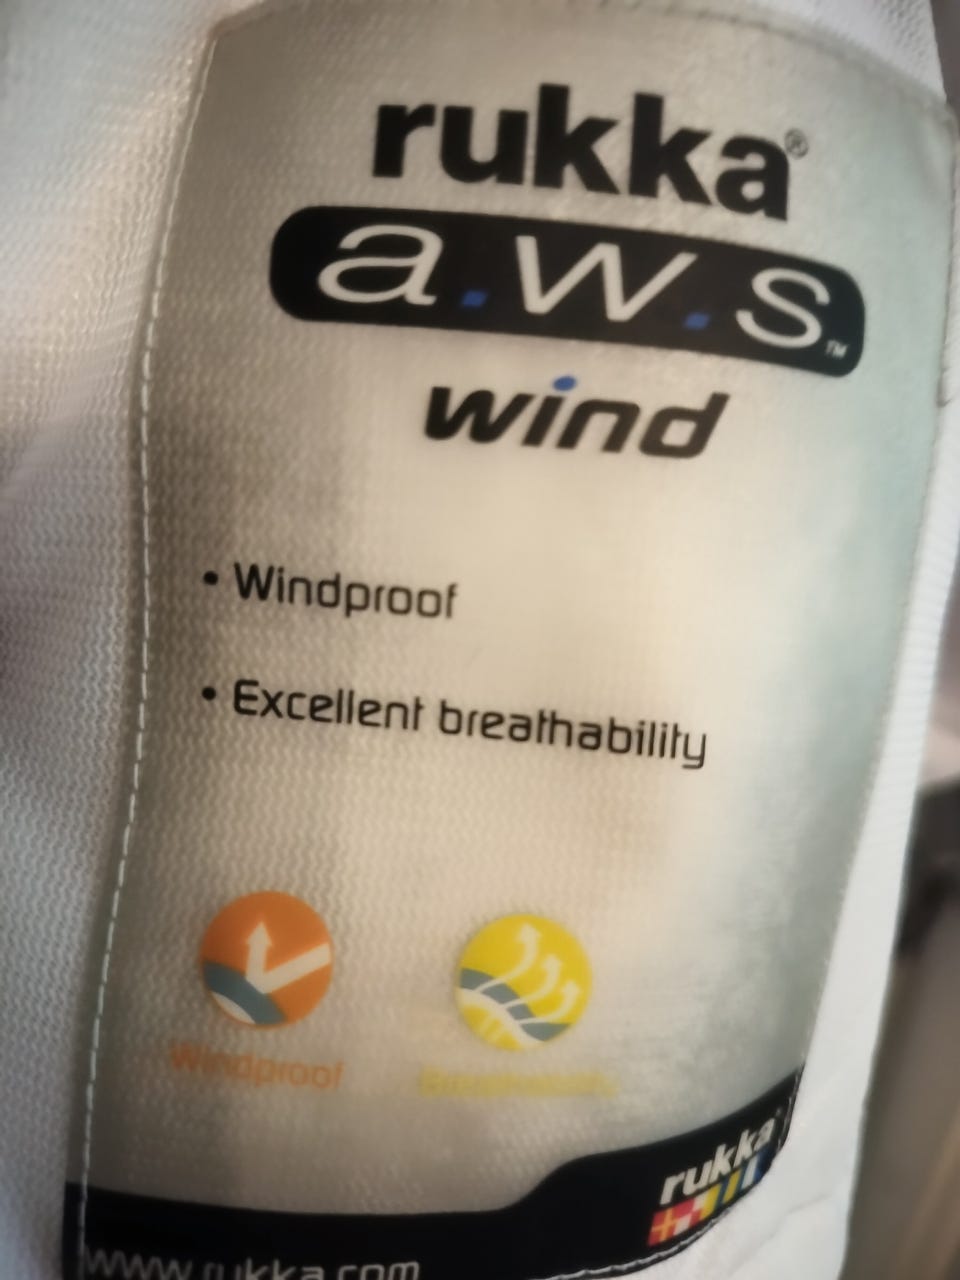 rukka®
a.w.s™
wind
• Windproof
• Excellent breathability
Windproof
rukka
www.rukka.com